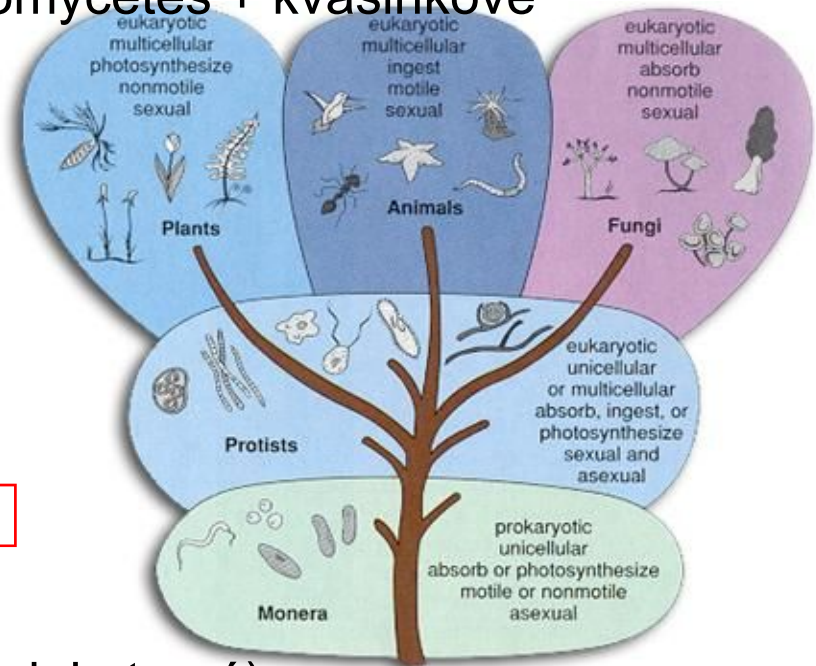 + kvasinkové
eukaryotic
multicellular
photosynthesize
nonmotile
sexual
Plants
eukaryotic
multicellular
ingest
motile
sexual
Animals
eukaryotic
multicellular
absorb
nonmotile
sexual
Fungi
eukaryotic
unicellular
or multicellular
absorb, ingest, or
photosynthesize
sexual and
asexual
Protists
prokaryotic
unicellular
absorb or photosynthesize
motile or nonmotile
asexual
Monera